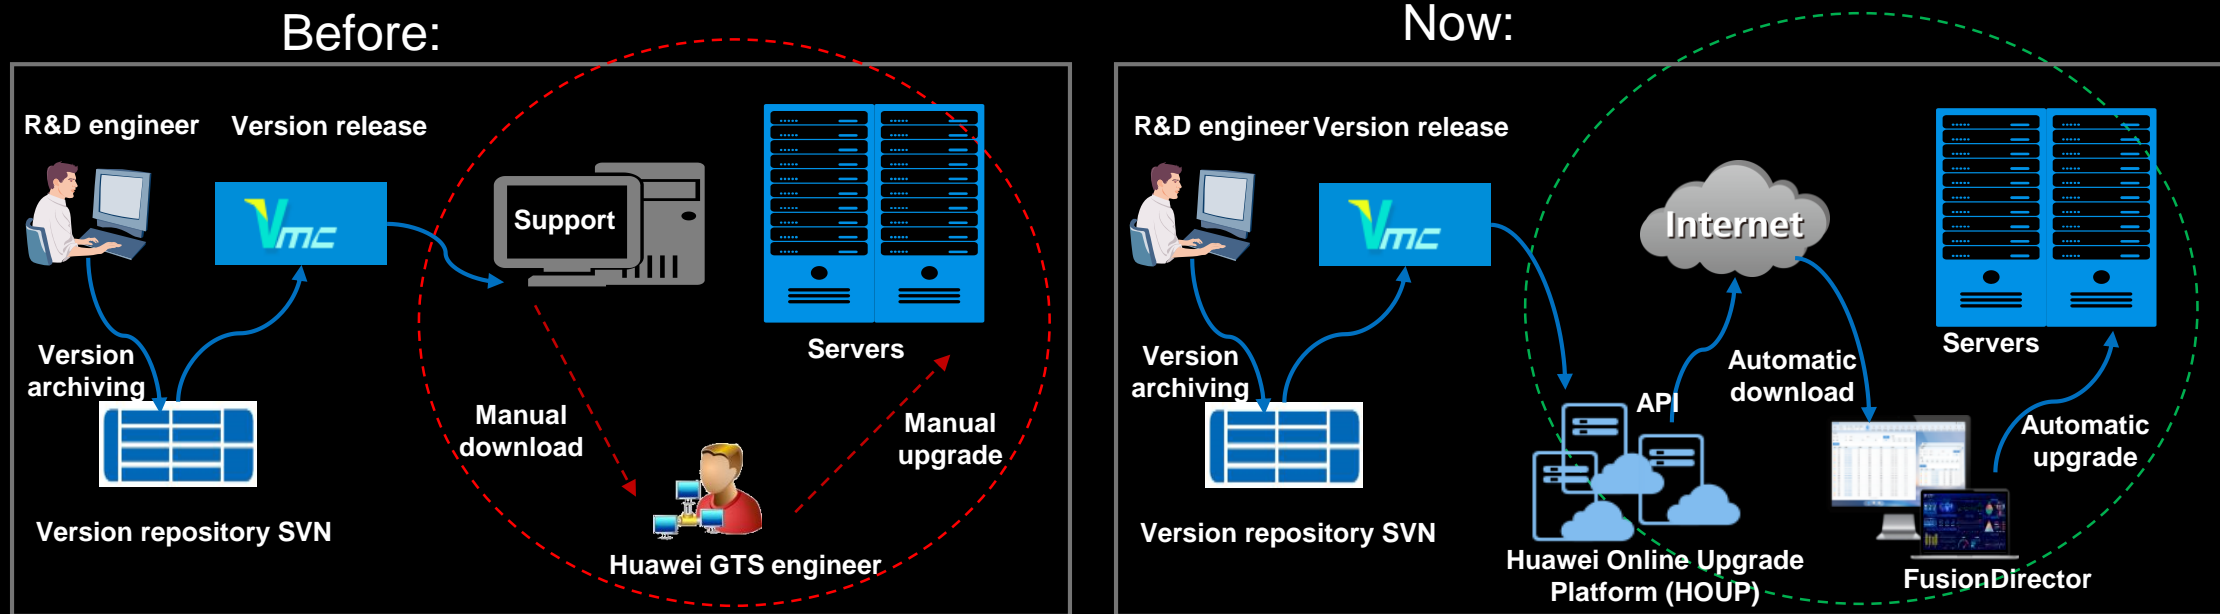 Before:
R&D engineer
Version release
Vmc
Support
Servers
Version
archiving
Manual
download
Manual
upgrade
Version repository SVN
Huawei GTS engineer
Now:
R&D engineer
Version release
Vmc
Internet
Servers
Version
archiving
API
Automatic
download
Automatic
upgrade
Version repository SVN
Huawei Online Upgrade
Platform (HOUP)
FusionDirector